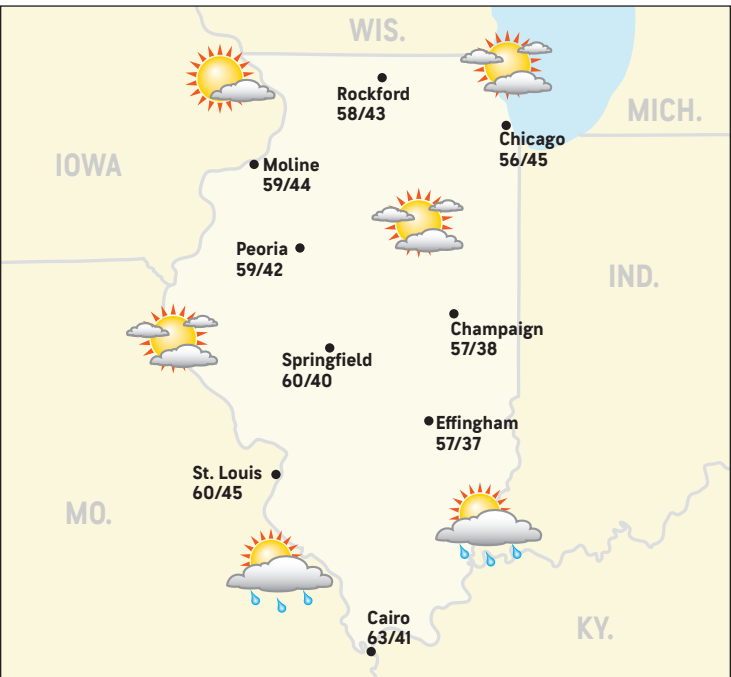 WIS.
Rockford
58/43
MICH.
Chicago
56/45
IOWA
Moline
59/44
Peoria
59/42
IND.
Champaign
57/38
Springfield
60/40
Effingham
57/37
St. Louis
60/45
MO.
Cairo
63/41
KY.